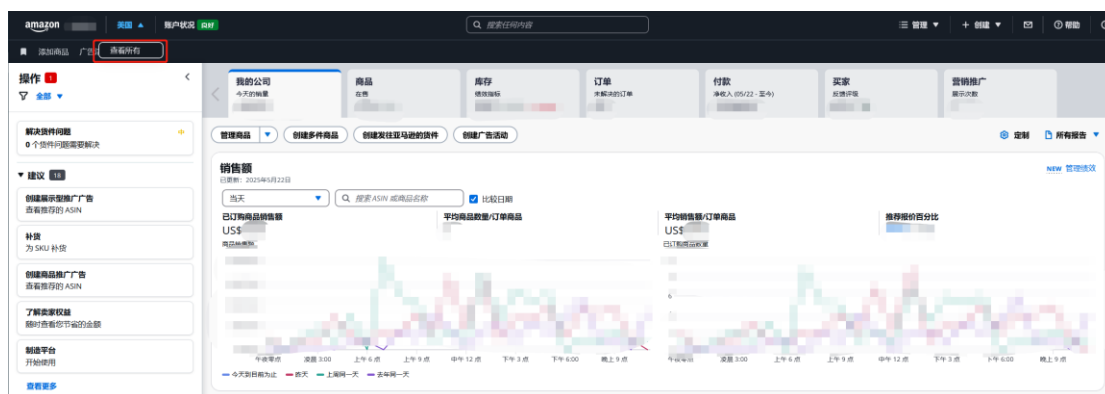 amazon
美国
账户状况 良好
搜索任何内容
管理
+ 创建
帮助
添加商品
查看所有
操作 1
全部
解决货件问题
中
0 个货件问题需要解决
建议 18
创建展示型推广广告
查看推荐的 ASIN
补货
为 SKU 补货
创建商品推广广告
查看推荐的 ASIN
了解卖家权益
随时查看您节省的金额
制造平台
开始使用
查看更多
我的公司
今天的销量
商品
在售
库存
绩效指标
订单
未解决的订单
付款
净收入 (05/22 - 至今)
买家
反馈评级
营销推广
展示次数
管理商品
创建多件商品
创建发往亚马逊的货件
创建广告活动
定制
所有报告
销售额
已更新: 2025年5月22日
NEW 管理绩效
当天
搜索 ASIN 或商品名称
比较日期
已订购商品销售额
US$
平均商品数量/订单商品
平均销售额/订单商品
US$
推荐报价百分比
商品销售额
已订购商品数量
6
午夜零点 凌晨 3:00 上午 6 点 上午 9 点 中午 12 点 下午 3 点 下午 6:00 晚上 9 点
午夜零点 凌晨 3:00 上午 6 点 上午 9 点 中午 12 点 下午 3 点 下午 6:00 晚上 9 点
今天到目前为止 昨天 上周同一天 去年同一天